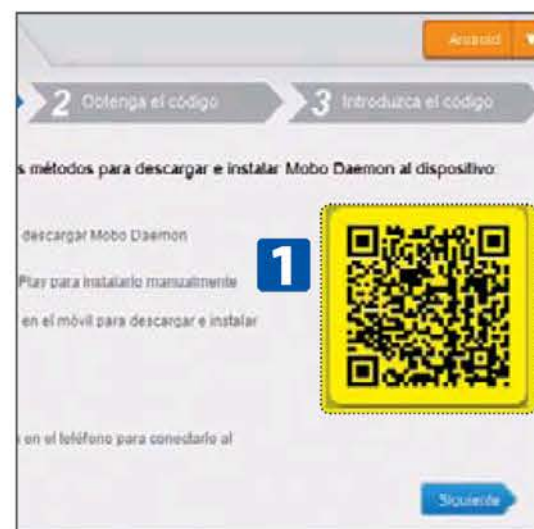 Android
2 Obtenga el código
3 Introduzca el código
s métodos para descargar e instalar Mobo Daemon al dispositivo:
descargar Mobo Daemon
1
Play para instalarlo manualmente
en el móvil para descargar e instalar
en el teléfono para conectarlo al
Siguiente